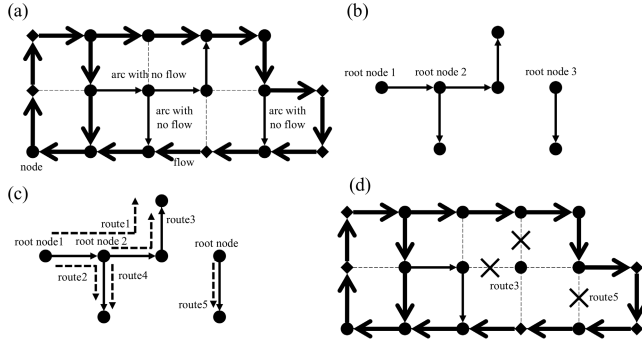 (a)
arc with no flow
arc with
no flow
arc with
no flow
flow
node
(b)
root node 1
root node 2
root node 3
(c)
route1
route3
root node1
root node 2
root node
route2
route4
route5
(d)
route3
route5